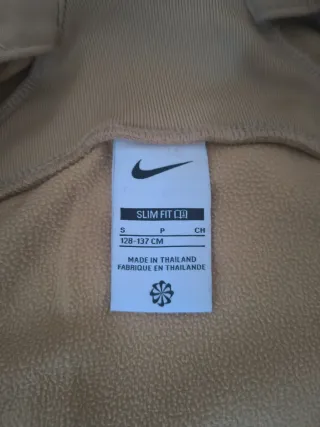 SLIM FIT
S P CH
128-137 CM
MADE IN THAILAND
FABRIQUE EN THAILANDE